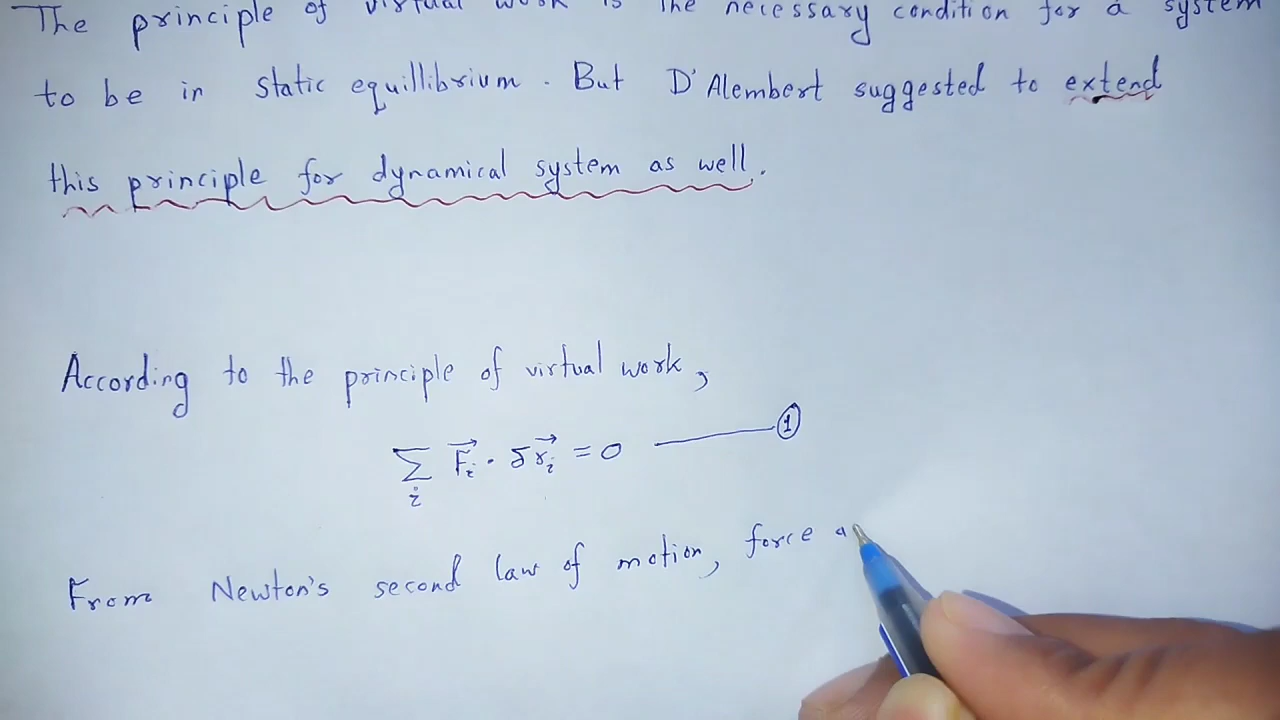 The principle of virtual work is the necessary condition for a system
to be in static equillibrium. But D'Alembert suggested to extend
this principle for dynamical system as well.
According to the principle of virtual work,
∑ F⃗ᵢ · δr⃗ᵢ = 0 ——— ①
i
From Newton's second law of motion, force a